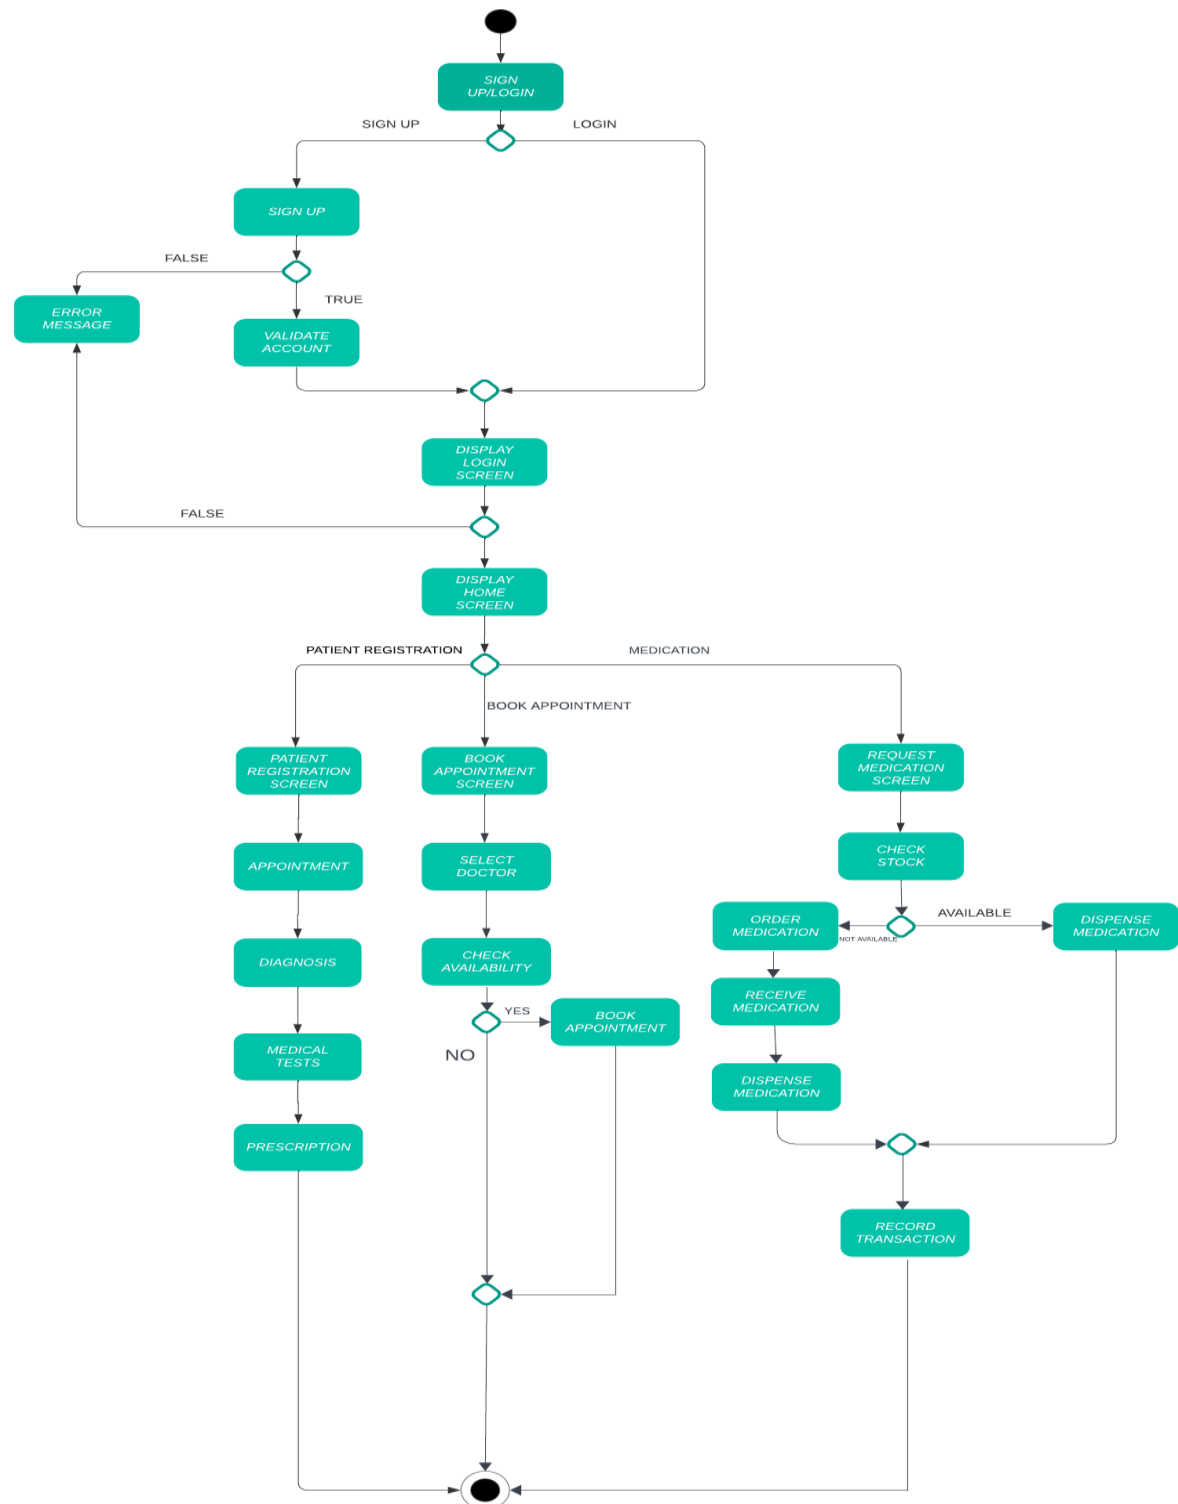 SIGN
UP/LOGIN
SIGN UP
LOGIN
SIGN UP
FALSE
TRUE
ERROR
MESSAGE
VALIDATE
ACCOUNT
DISPLAY
LOGIN
SCREEN
FALSE
DISPLAY
HOME
SCREEN
PATIENT REGISTRATION
MEDICATION
BOOK APPOINTMENT
PATIENT
REGISTRATION
SCREEN
BOOK
APPOINTMENT
SCREEN
REQUEST
MEDICATION
SCREEN
APPOINTMENT
SELECT
DOCTOR
CHECK
STOCK
ORDER
MEDICATION
NOT AVAILABLE
AVAILABLE
DISPENSE
MEDICATION
DIAGNOSIS
CHECK
AVAILABILITY
RECEIVE
MEDICATION
YES
BOOK
APPOINTMENT
NO
MEDICAL
TESTS
DISPENSE
MEDICATION
PRESCRIPTION
RECORD
TRANSACTION